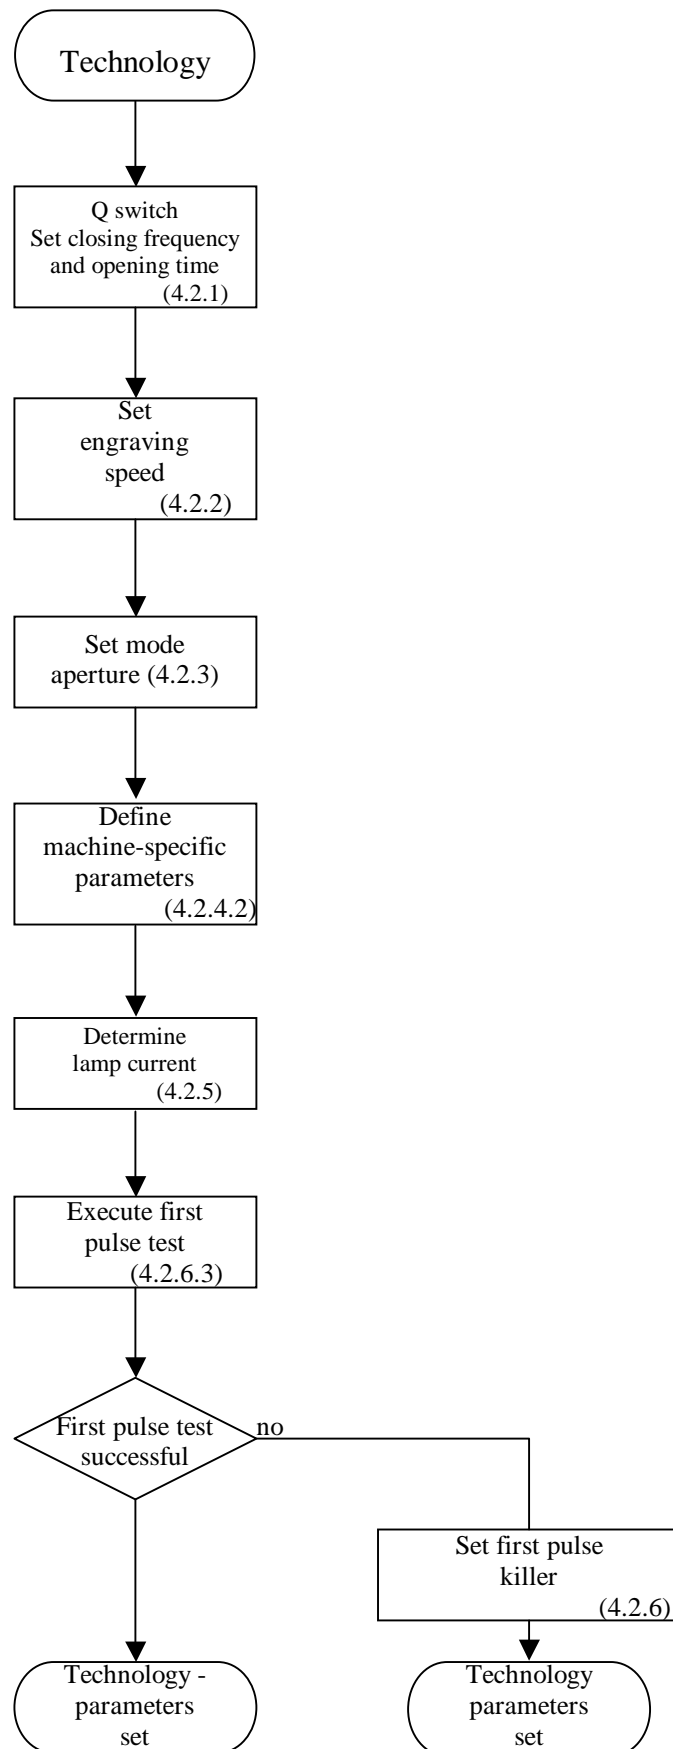 Technology
Q switch
Set closing frequency
and opening time
(4.2.1)
Set
engraving
speed
(4.2.2)
Set mode
aperture (4.2.3)
Define
machine-specific
parameters
(4.2.4.2)
Determine
lamp current
(4.2.5)
Execute first
pulse test
(4.2.6.3)
First pulse test
successful
no
Set first pulse
killer
(4.2.6)
Technology -
parameters
set
Technology
parameters
set